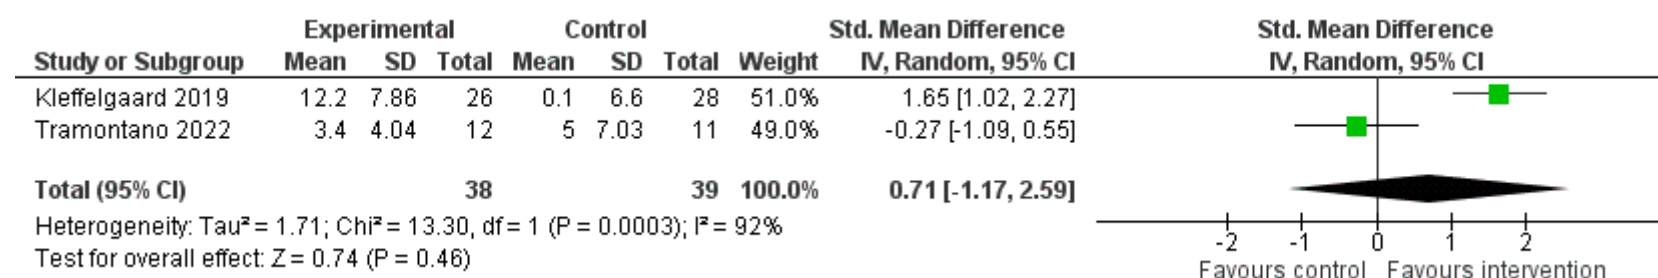 Experimental Control Std. Mean Difference Std. Mean Difference
Study or Subgroup Mean SD Total Mean SD Total Weight IV, Random, 95% CI IV, Random, 95% CI
Kleffelgaard 2019 12.2 7.86 26 0.1 6.6 28 51.0% 1.65 [1.02, 2.27]
Tramontano 2022 3.4 4.04 12 5 7.03 11 49.0% -0.27 [-1.09, 0.55]
Total (95% CI) 38 39 100.0% 0.71 [-1.17, 2.59]
Heterogeneity: Tau² = 1.71; Chi² = 13.30, df = 1 (P = 0.0003); I² = 92%
Test for overall effect: Z = 0.74 (P = 0.46)
-2 -1 0 1 2
Favours control Favours intervention